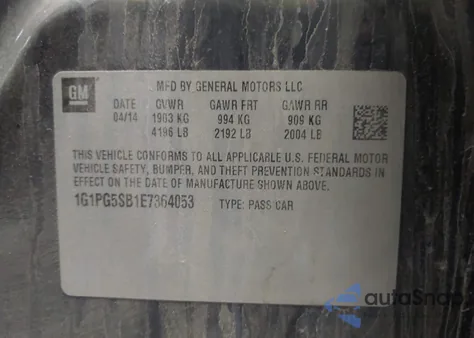 GM
MFD BY GENERAL MOTORS LLC
DATE GVWR GAWR FRT GAWR RR
04/14 1903 KG 994 KG 909 KG
4196 LB 2192 LB 2004 LB
THIS VEHICLE CONFORMS TO ALL APPLICABLE U.S. FEDERAL MOTOR
VEHICLE SAFETY, BUMPER, AND THEFT PREVENTION STANDARDS IN
EFFECT ON THE DATE OF MANUFACTURE SHOWN ABOVE.
1G1PG5SB1E7364053 TYPE: PASS CAR
autoSnap